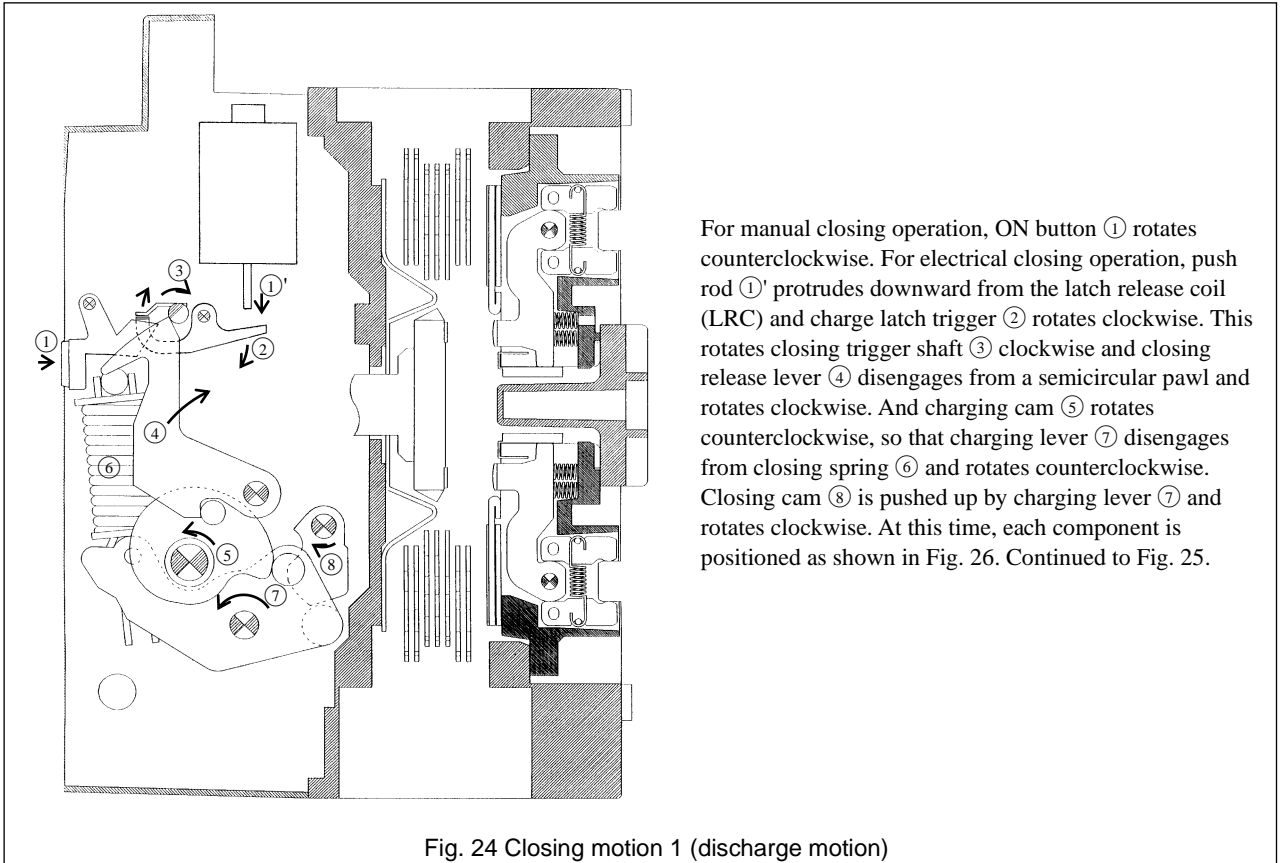 ①'
③
①
②
④
⑥
⑤
⑧
⑦
For manual closing operation, ON button ① rotates
counterclockwise. For electrical closing operation, push
rod ①' protrudes downward from the latch release coil
(LRC) and charge latch trigger ② rotates clockwise. This
rotates closing trigger shaft ③ clockwise and closing
release lever ④ disengages from a semicircular pawl and
rotates clockwise. And charging cam ⑤ rotates
counterclockwise, so that charging lever ⑦ disengages
from closing spring ⑥ and rotates counterclockwise.
Closing cam ⑧ is pushed up by charging lever ⑦ and
rotates clockwise. At this time, each component is
positioned as shown in Fig. 26. Continued to Fig. 25.
Fig. 24 Closing motion 1 (discharge motion)